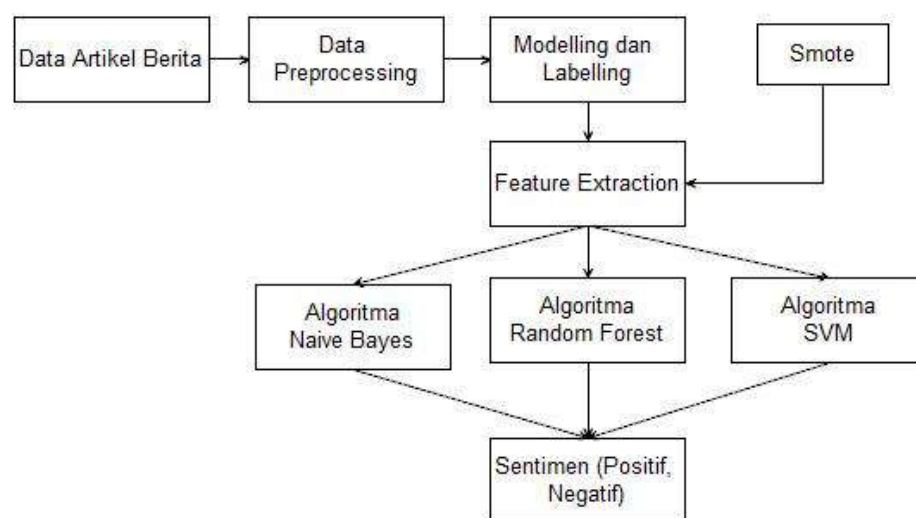 Data Artikel Berita
Data
Preprocessing
Modelling dan
Labelling
Smote
Feature Extraction
Algoritma
Naive Bayes
Algoritma
Random Forest
Algoritma
SVM
Sentimen (Positif,
Negatif)